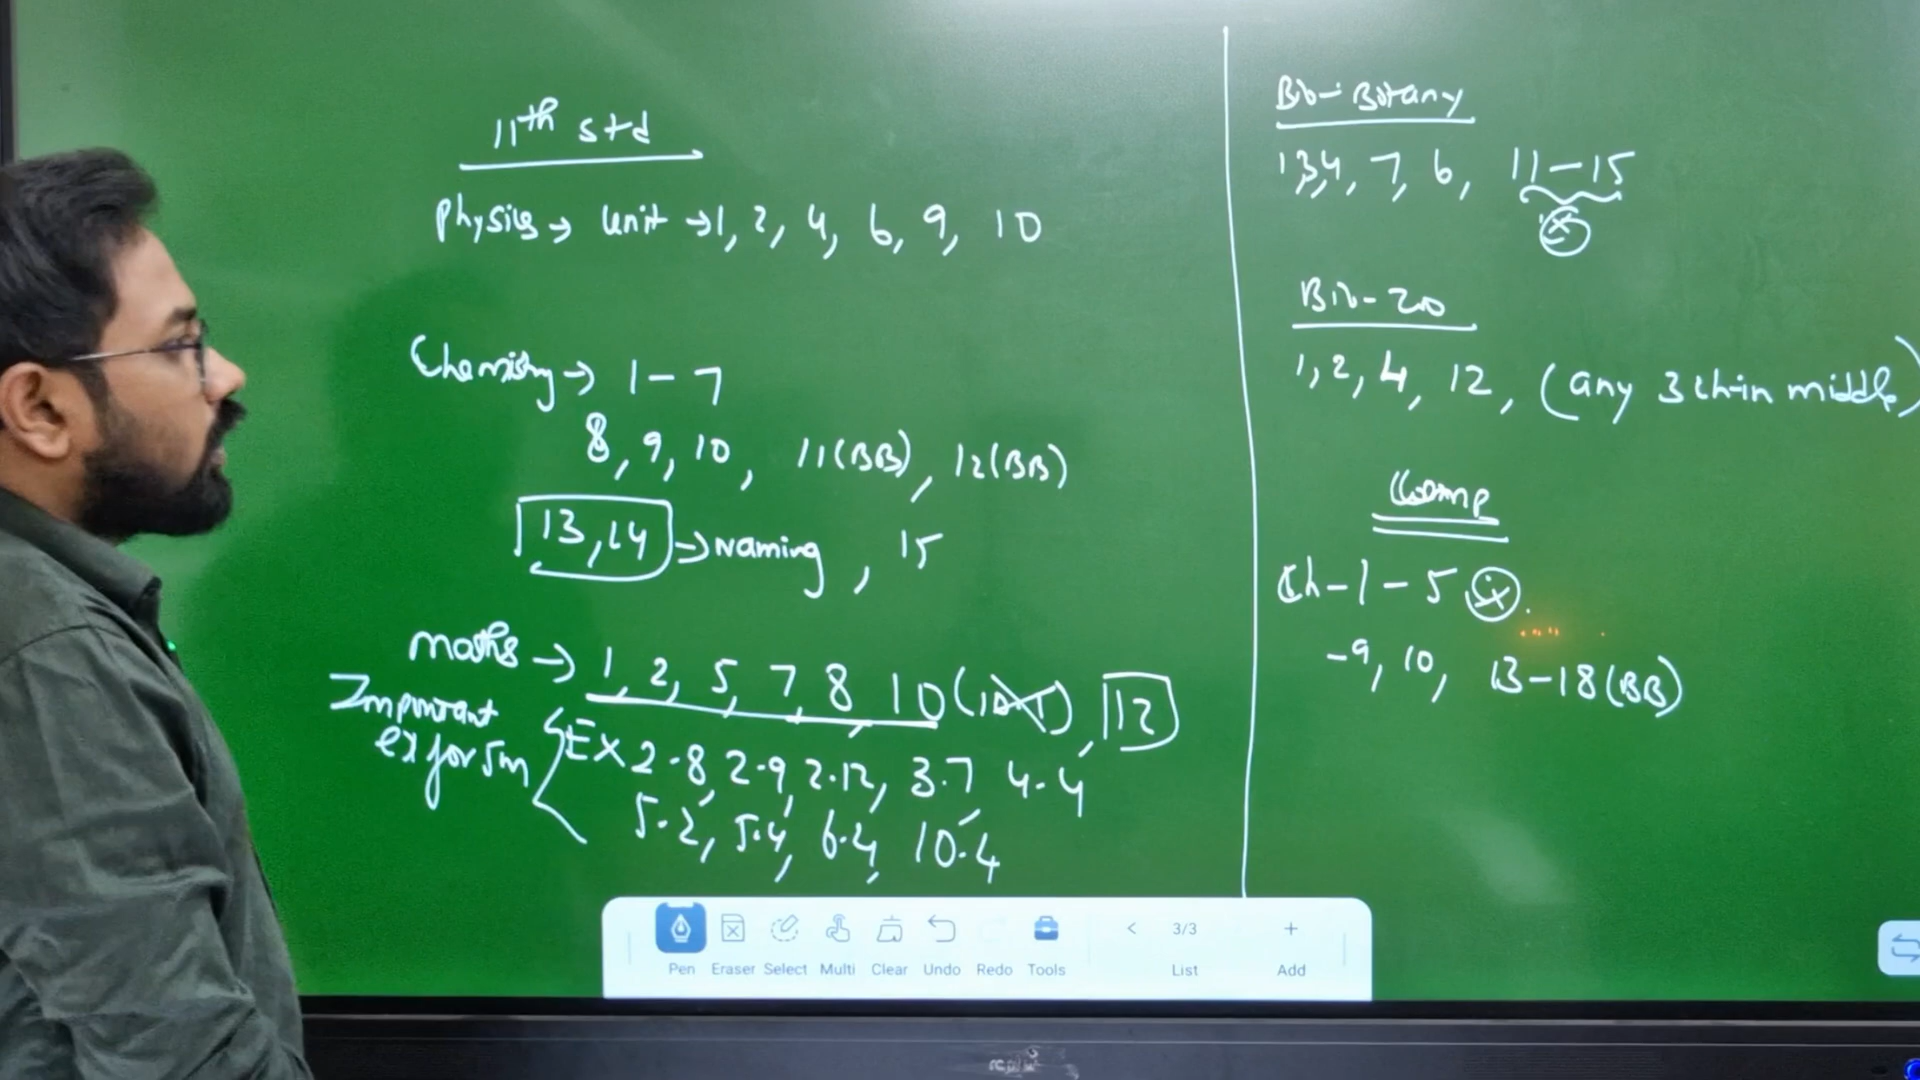 11th std
Physics → unit → 1, 2, 4, 6, 9, 10
Chemistry → 1 - 7
8, 9, 10, 11(BB), 12(BB)
13, 14 → Naming, 15
maths → 1, 2, 5, 7, 8 10 (10.1), 12
Important
ex for 5m
Ex 2.8, 2.9, 2.12, 3.7 4.4
5.2, 5.4, 6.4, 10.4
Bio-Botany
1,3,4, 7, 6, 11-15
Bio-Zoo
1, 2, 4, 12, (any 3 ch-in middle)
Comp
Ch-1-5
-9, 10, 13-18(BB)
Pen Eraser Select Multi Clear Undo Redo Tools < 3/3 List + Add